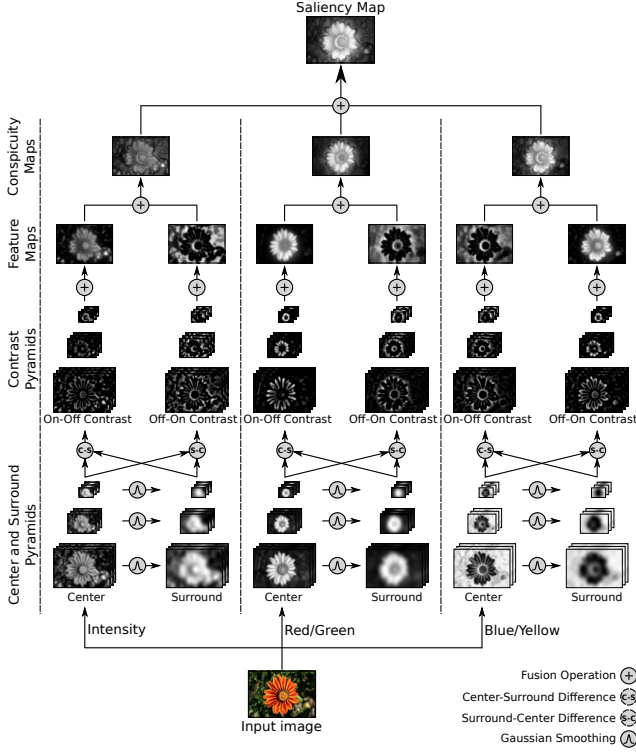 Saliency Map
+
Conspicuity
Maps
+ + +
Feature
Maps
+ + + + + +
Contrast
Pyramids
On-Off Contrast Off-On Contrast On-Off Contrast Off-On Contrast On-Off Contrast Off-On Contrast
C-S S-C C-S S-C C-S S-C
Center and Surround
Pyramids
Center Surround Center Surround Center Surround
Intensity Red/Green Blue/Yellow
Input image
Fusion Operation +
Center-Surround Difference C-S
Surround-Center Difference S-C
Gaussian Smoothing